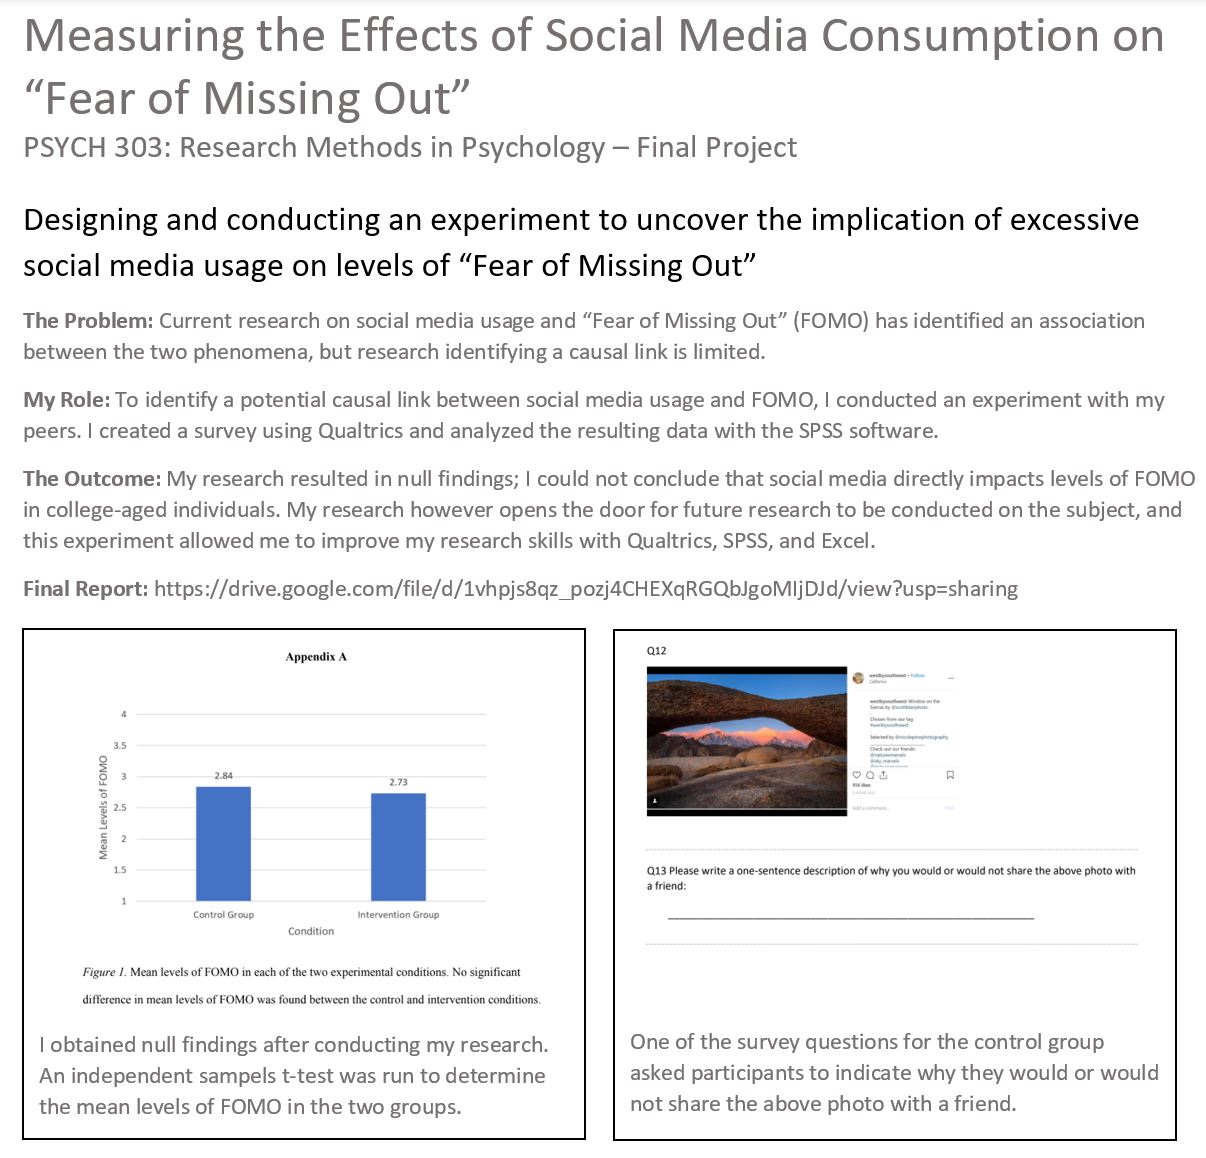 Measuring the Effects of Social Media Consumption on
“Fear of Missing Out”
PSYCH 303: Research Methods in Psychology – Final Project
Designing and conducting an experiment to uncover the implication of excessive
social media usage on levels of “Fear of Missing Out”
The Problem: Current research on social media usage and “Fear of Missing Out” (FOMO) has identified an association
between the two phenomena, but research identifying a causal link is limited.
My Role: To identify a potential causal link between social media usage and FOMO, I conducted an experiment with my
peers. I created a survey using Qualtrics and analyzed the resulting data with the SPSS software.
The Outcome: My research resulted in null findings; I could not conclude that social media directly impacts levels of FOMO
in college-aged individuals. My research however opens the door for future research to be conducted on the subject, and
this experiment allowed me to improve my research skills with Qualtrics, SPSS, and Excel.
Final Report: https://drive.google.com/file/d/1vhpjs8qz_pozj4CHEXqRGQbJgoMIjDJd/view?usp=sharing
Appendix A
4
3.5
3
2.5
2
1.5
1
Mean Levels of FOMO
2.84
2.73
Control Group
Intervention Group
Condition
Figure 1. Mean levels of FOMO in each of the two experimental conditions. No significant
difference in mean levels of FOMO was found between the control and intervention conditions.
I obtained null findings after conducting my research.
An independent sampels t-test was run to determine
the mean levels of FOMO in the two groups.
Q12
westbysouthwest • Follow
California
westbysouthwest Window on the
Sierras by
Chosen from our tag
#westbysouthwest
Selected by @nicolepinophotography
Check out our friends:
@naturesmarvels
@sky_marvels
914 likes
Add a comment...
Post
Q13 Please write a one-sentence description of why you would or would not share the above photo with
a friend:
One of the survey questions for the control group
asked participants to indicate why they would or would
not share the above photo with a friend.